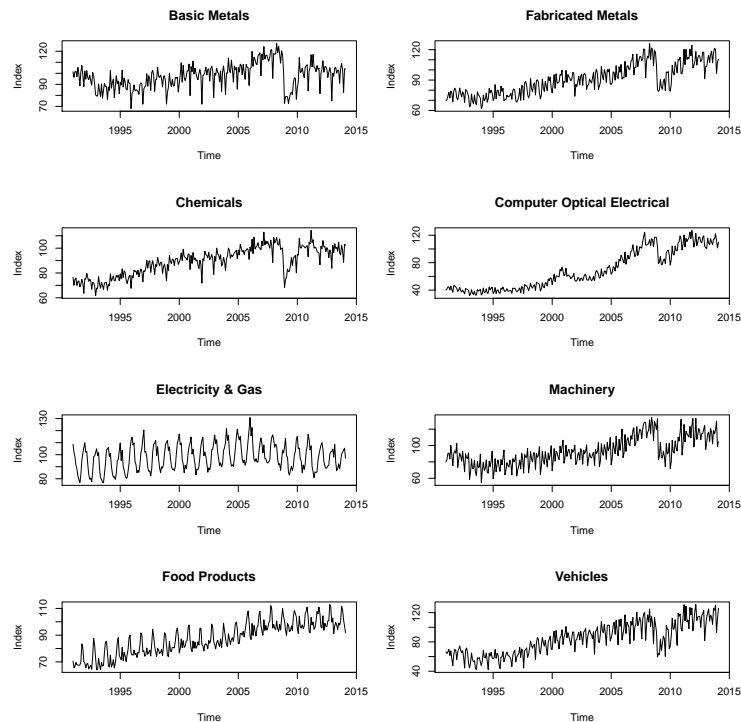 Basic Metals
Index
70
90
120
1995
2000
2005
2010
2015
Time
Fabricated Metals
Index
60
90
120
1995
2000
2005
2010
2015
Time
Chemicals
Index
60
80
100
1995
2000
2005
2010
2015
Time
Computer Optical Electrical
Index
40
80
120
1995
2000
2005
2010
2015
Time
Electricity & Gas
Index
80
100
130
1995
2000
2005
2010
2015
Time
Machinery
Index
60
100
1995
2000
2005
2010
2015
Time
Food Products
Index
70
90
110
1995
2000
2005
2010
2015
Time
Vehicles
Index
40
80
120
1995
2000
2005
2010
2015
Time